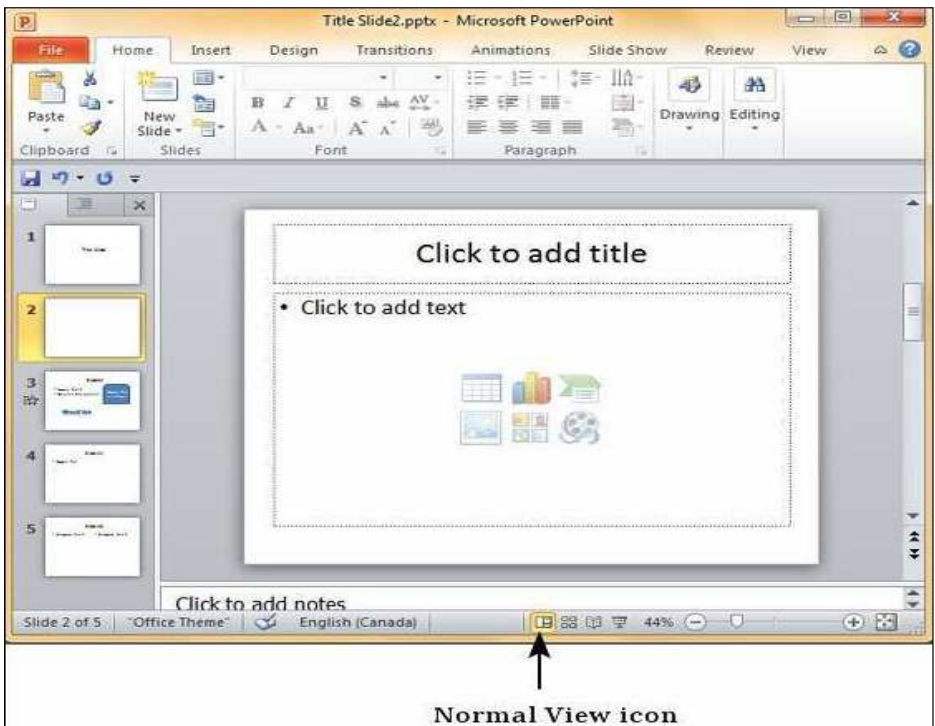 Title Slide2.pptx - Microsoft PowerPoint
File Home Insert Design Transitions Animations Slide Show Review View
Paste
New Slide
B I U S abc AV
A Aa A A
Drawing Editing
Clipboard Slides Font Paragraph
1
2
3
4
5
Click to add title
• Click to add text
Click to add notes
Slide 2 of 5 "Office Theme" English (Canada) 44%
Normal View icon